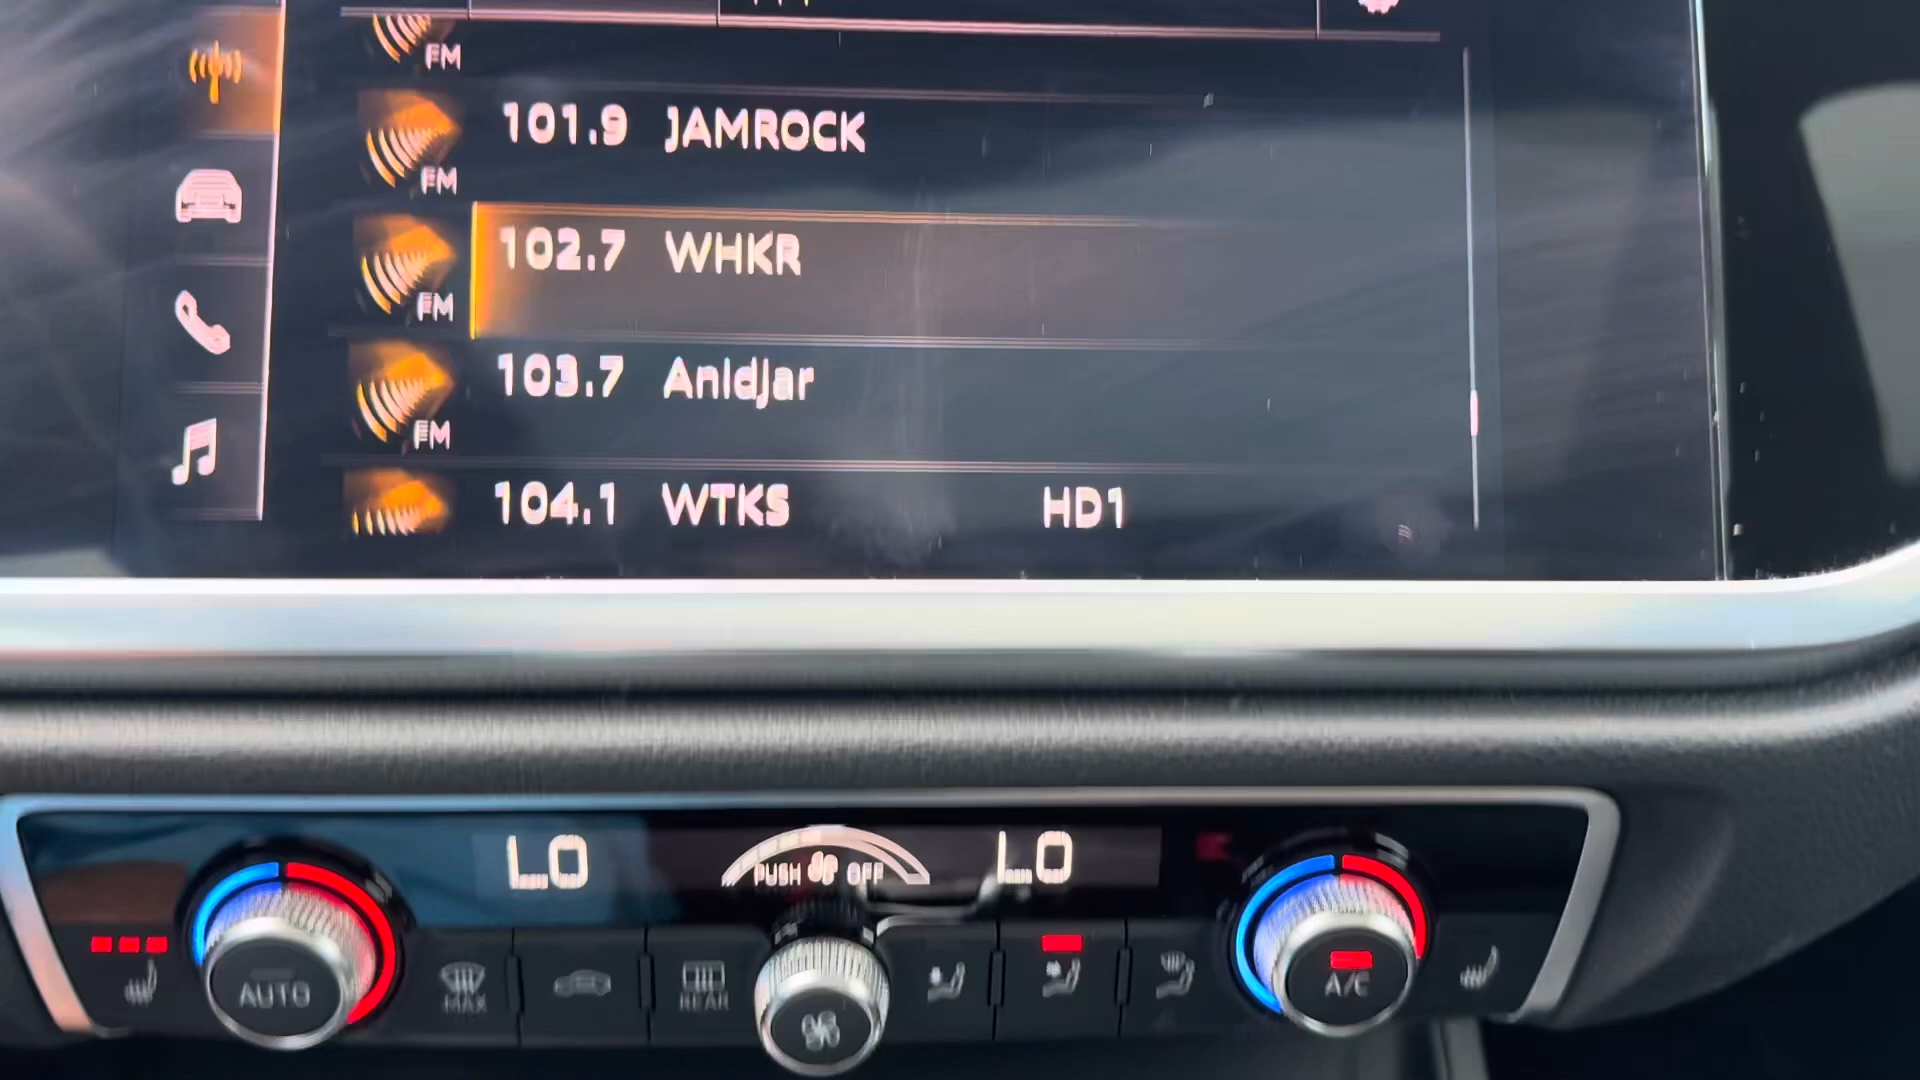 FM
101.9 JAMROCK
FM
102.7 WHKR
FM
103.7 Anidjar
FM
104.1 WTKS HD1
LO PUSH OFF LO
AUTO MAX REAR A/C